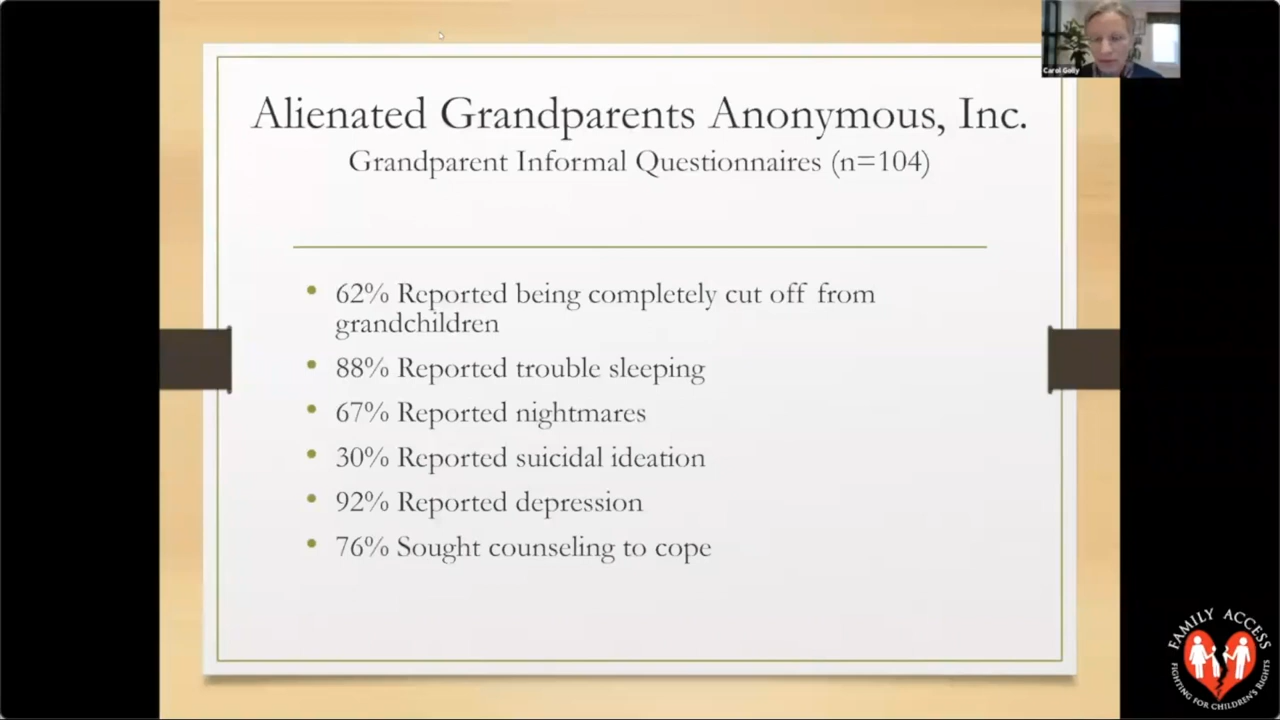 Carol Golly
Alienated Grandparents Anonymous, Inc.
Grandparent Informal Questionnaires (n=104)
• 62% Reported being completely cut off from
grandchildren
• 88% Reported trouble sleeping
• 67% Reported nightmares
• 30% Reported suicidal ideation
• 92% Reported depression
• 76% Sought counseling to cope
FAMILY ACCESS
FIGHTING FOR CHILDREN'S RIGHTS